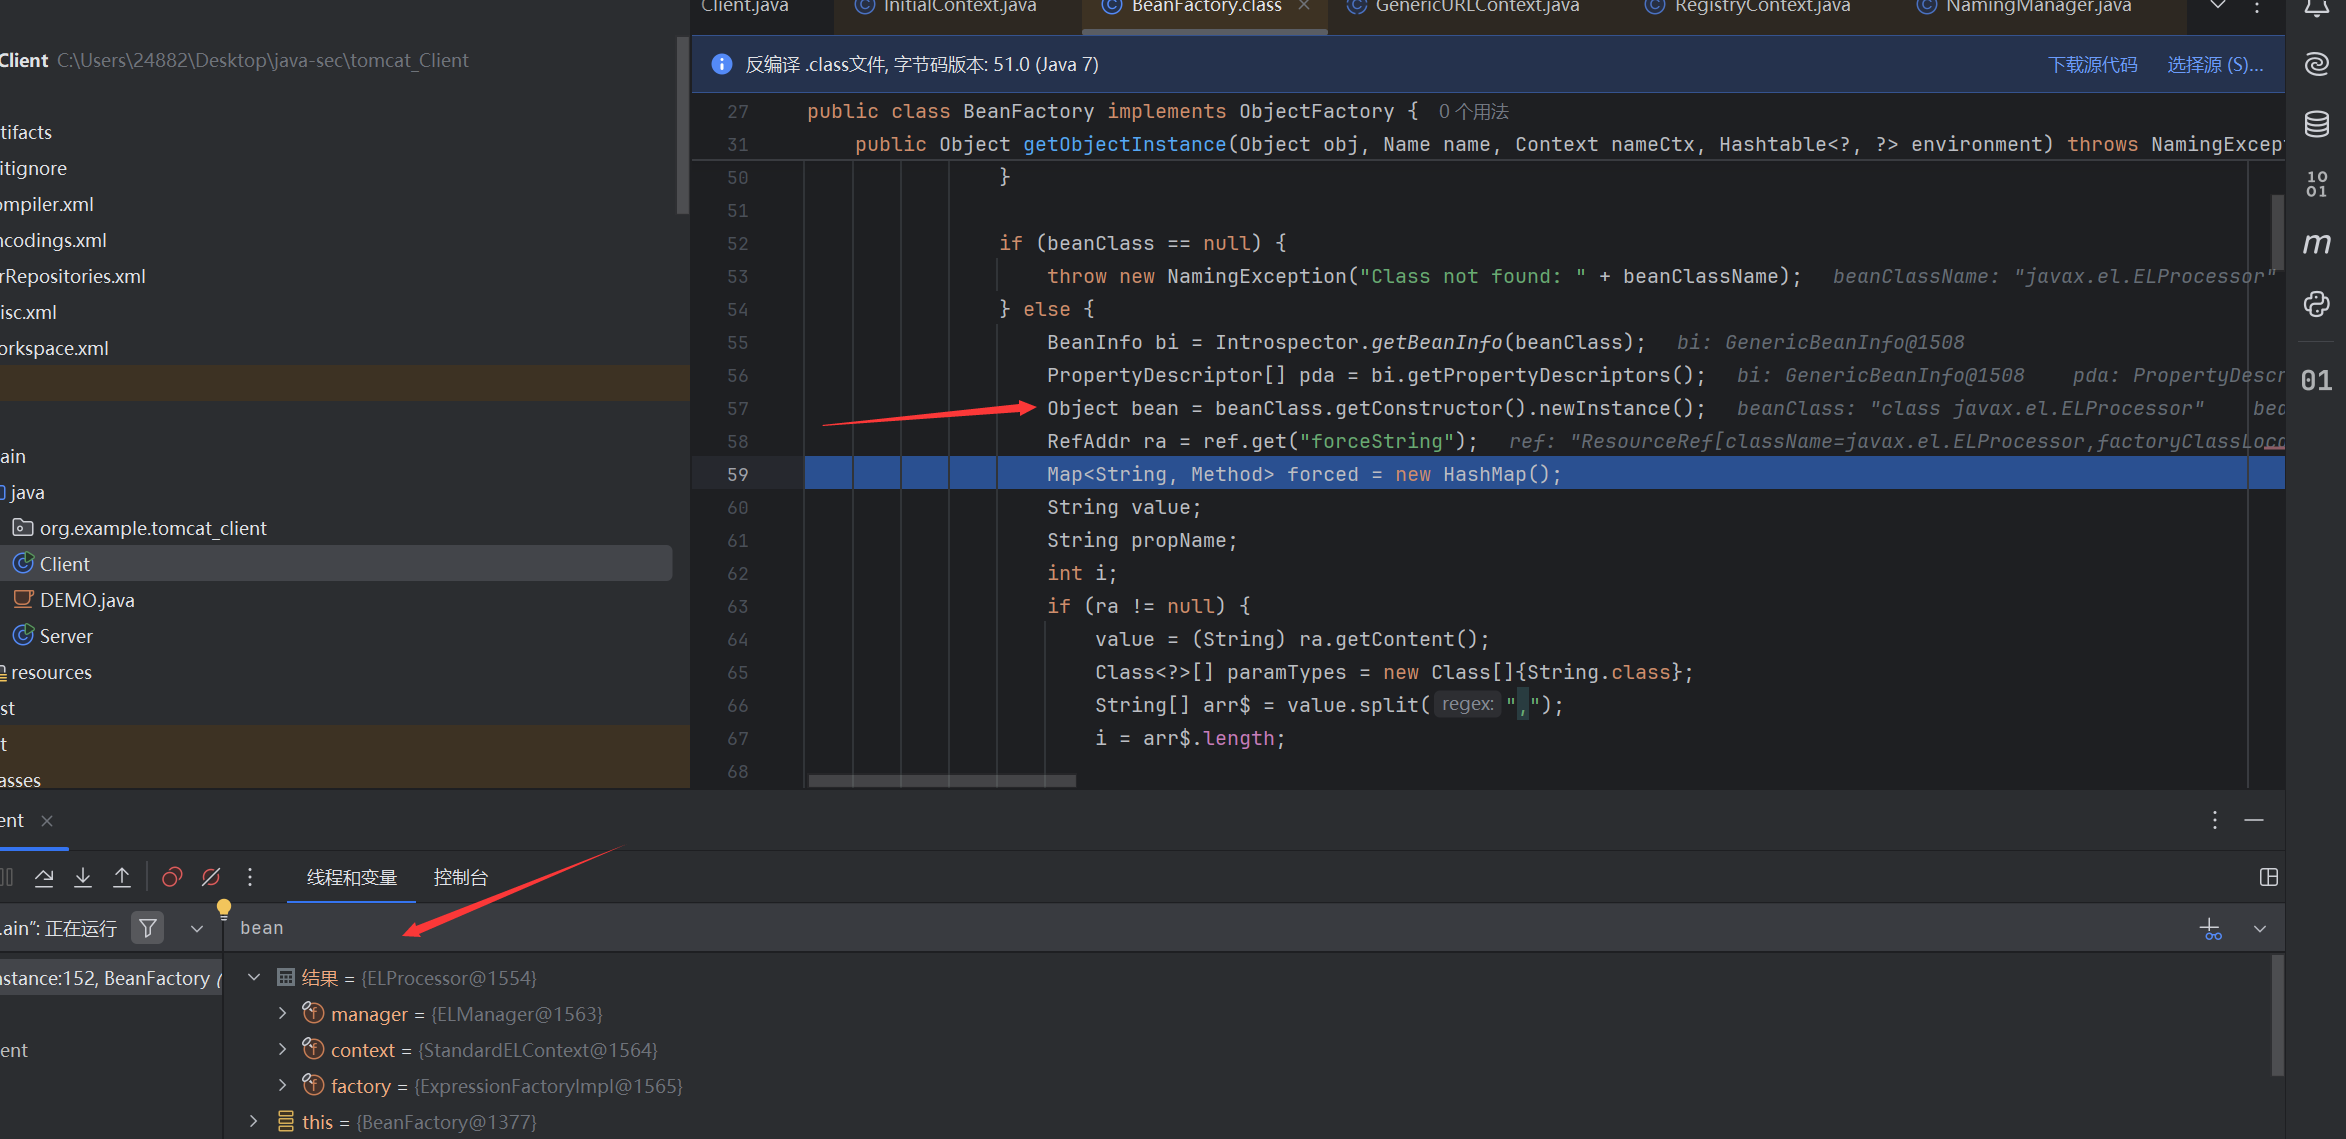 Client.java InitialContext.java BeanFactory.class GenericURLContext.java RegistryContext.java NamingManager.java
Client C:\Users\24882\Desktop\java-sec\tomcat_Client
反编译 .class文件, 字节码版本: 51.0 (Java 7) 下载源代码 选择源 (S)...
27 public class BeanFactory implements ObjectFactory { 0 个用法
31 public Object getObjectInstance(Object obj, Name name, Context nameCtx, Hashtable<?, ?> environment) throws NamingExcept
50 }
51
52 if (beanClass == null) {
53 throw new NamingException("Class not found: " + beanClassName); beanClassName: "javax.el.ELProcessor"
54 } else {
55 BeanInfo bi = Introspector.getBeanInfo(beanClass); bi: GenericBeanInfo@1508
56 PropertyDescriptor[] pda = bi.getPropertyDescriptors(); bi: GenericBeanInfo@1508 pda: PropertyDescr
57 Object bean = beanClass.getConstructor().newInstance(); beanClass: "class javax.el.ELProcessor" bea
58 RefAddr ra = ref.get("forceString"); ref: "ResourceRef[className=javax.el.ELProcessor,factoryClassLoca
59 Map<String, Method> forced = new HashMap();
60 String value;
61 String propName;
62 int i;
63 if (ra != null) {
64 value = (String) ra.getContent();
65 Class<?>[] paramTypes = new Class[]{String.class};
66 String[] arr$ = value.split( regex: ",");
67 i = arr$.length;
68
tifacts
itignore
ompiler.xml
ncodings.xml
rRepositories.xml
isc.xml
orkspace.xml
ain
java
org.example.tomcat_client
Client
DEMO.java
Server
resources
st
t
asses
10
01
m
01
ent
线程和变量 控制台
.ain”: 正在运行 bean
nstance:152, BeanFactory (
结果 = {ELProcessor@1554}
manager = {ELManager@1563}
ent
context = {StandardELContext@1564}
factory = {ExpressionFactoryImpl@1565}
this = {BeanFactory@1377}